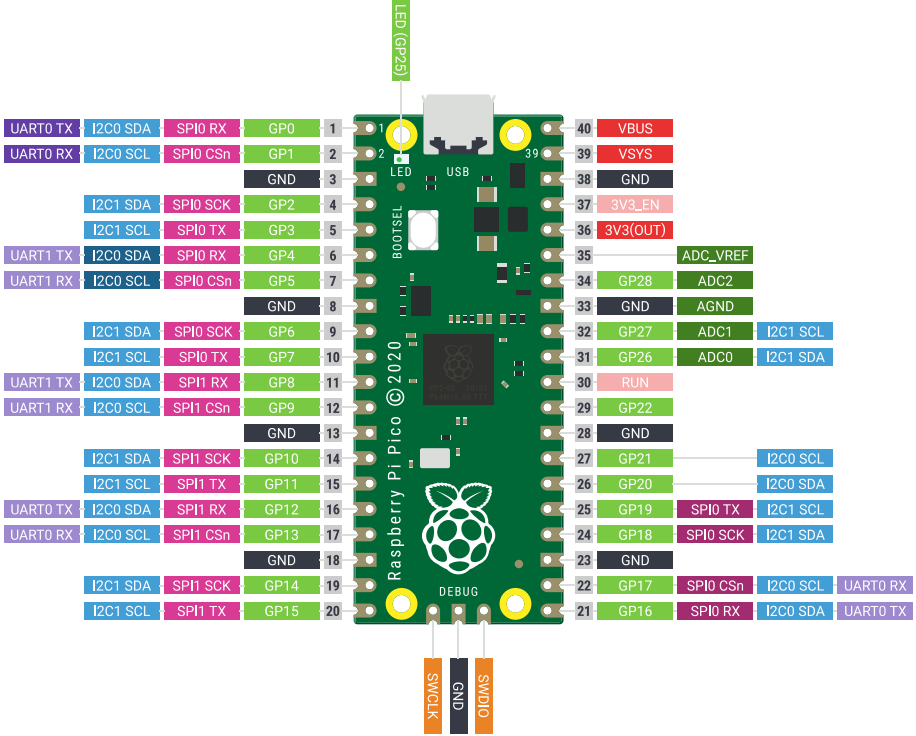 LED (GP25)
UART0 TX I2C0 SDA SPI0 RX GP0 1 1 40 VBUS
UART0 RX I2C0 SCL SPI0 CSn GP1 2 2 39 39 VSYS
GND 3 LED USB 38 GND
I2C1 SDA SPI0 SCK GP2 4 37 3V3_EN
I2C1 SCL SPI0 TX GP3 5 BOOTSEL 36 3V3(OUT)
UART1 TX I2C0 SDA SPI0 RX GP4 6 35 ADC_VREF
UART1 RX I2C0 SCL SPI0 CSn GP5 7 34 GP28 ADC2
GND 8 33 GND AGND
I2C1 SDA SPI0 SCK GP6 9 32 GP27 ADC1 I2C1 SCL
I2C1 SCL SPI0 TX GP7 10 31 GP26 ADC0 I2C1 SDA
UART1 TX I2C0 SDA SPI1 RX GP8 11 30 RUN
UART1 RX I2C0 SCL SPI1 CSn GP9 12 29 GP22
GND 13 28 GND
I2C1 SDA SPI1 SCK GP10 14 27 GP21 I2C0 SCL
I2C1 SCL SPI1 TX GP11 15 26 GP20 I2C0 SDA
UART0 TX I2C0 SDA SPI1 RX GP12 16 25 GP19 SPI0 TX I2C1 SCL
UART0 RX I2C0 SCL SPI1 CSn GP13 17 24 GP18 SPI0 SCK I2C1 SDA
GND 18 23 GND
I2C1 SDA SPI1 SCK GP14 19 22 GP17 SPI0 CSn I2C0 SCL UART0 RX
I2C1 SCL SPI1 TX GP15 20 21 GP16 SPI0 RX I2C0 SDA UART0 TX
Raspberry Pi Pico © 2020
DEBUG
SWCLK
GND
SWDIO